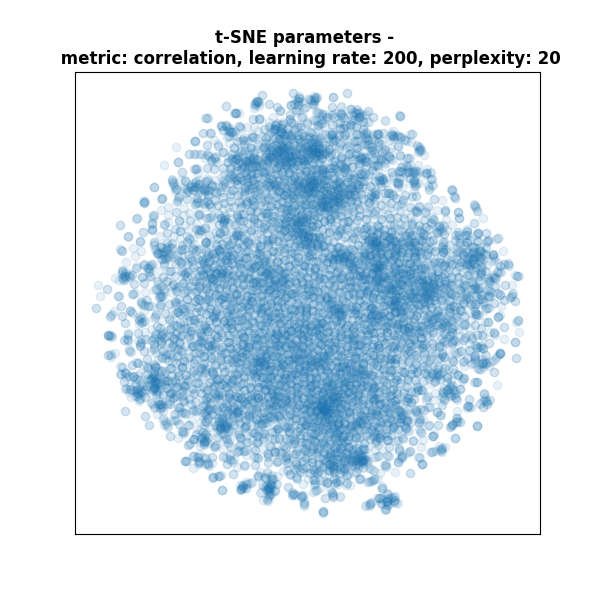 t-SNE parameters -
metric: correlation, learning rate: 200, perplexity: 20